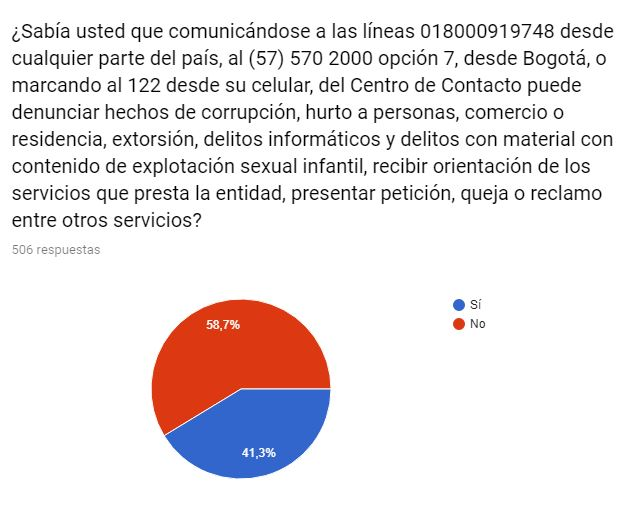 ¿Sabía usted que comunicándose a las líneas 018000919748 desde
cualquier parte del país, al (57) 570 2000 opción 7, desde Bogotá, o
marcando al 122 desde su celular, del Centro de Contacto puede
denunciar hechos de corrupción, hurto a personas, comercio o
residencia, extorsión, delitos informáticos y delitos con material con
contenido de explotación sexual infantil, recibir orientación de los
servicios que presta la entidad, presentar petición, queja o reclamo
entre otros servicios?
506 respuestas
Sí
No
58,7%
41,3%